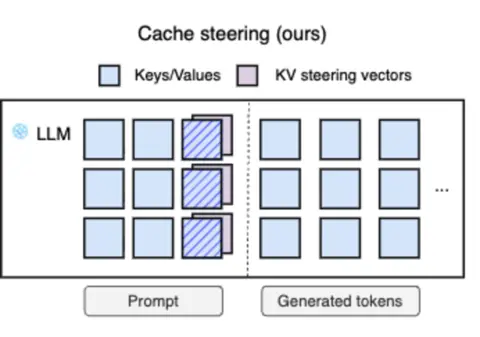 Cache steering (ours)
Keys/Values KV steering vectors
LLM
...
Prompt Generated tokens